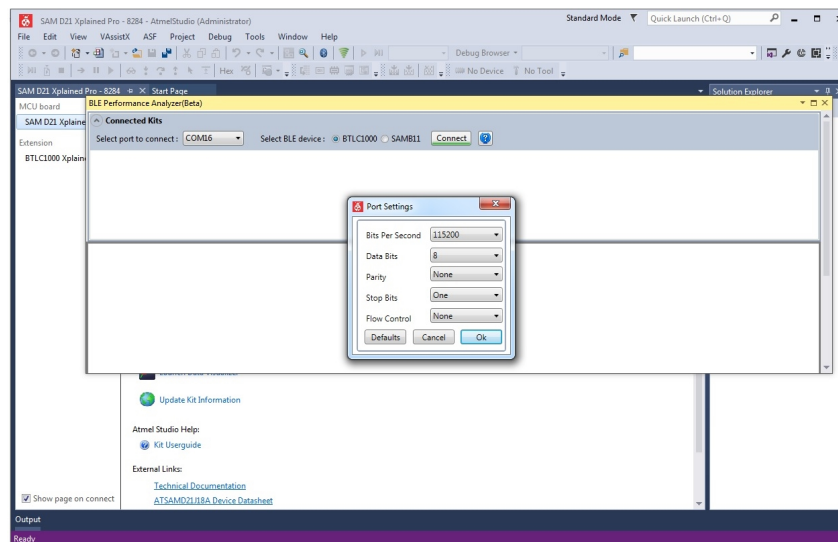 SAM D21 Xplained Pro - 8284 - AtmelStudio (Administrator)
Standard Mode
Quick Launch (Ctrl+Q)
File Edit View VAssistX ASF Project Debug Tools Window Help
Debug Browser
Hex
No Device No Tool
SAM D21 Xplained Pro - 8284 Start Page
Solution Explorer
MCU board
BLE Performance Analyzer(Beta)
SAM D21 Xplaine
Connected Kits
Extension
Select port to connect : COM16 Select BLE device : BTLC1000 SAMB11 Connect ?
BTLC1000 Xplain
Port Settings
Bits Per Second 115200
Data Bits 8
Parity None
Stop Bits One
Flow Control None
Defaults Cancel Ok
Update Kit Information
Atmel Studio Help:
Kit Userguide
External Links:
Technical Documentation
ATSAMD21J18A Device Datasheet
Show page on connect
Output
Ready